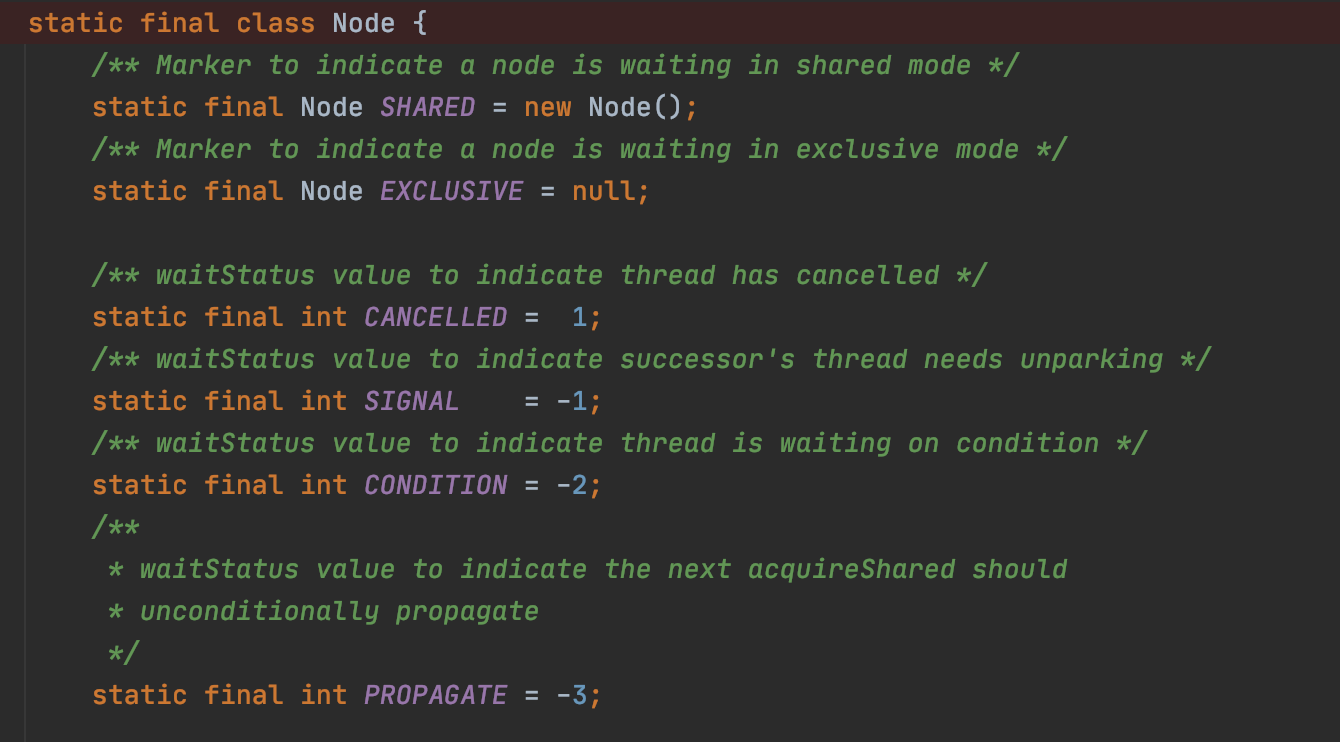 static final class Node {
/** Marker to indicate a node is waiting in shared mode */
static final Node SHARED = new Node();
/** Marker to indicate a node is waiting in exclusive mode */
static final Node EXCLUSIVE = null;
/** waitStatus value to indicate thread has cancelled */
static final int CANCELLED =  1;
/** waitStatus value to indicate successor's thread needs unparking */
static final int SIGNAL    = -1;
/** waitStatus value to indicate thread is waiting on condition */
static final int CONDITION = -2;
/**
* waitStatus value to indicate the next acquireShared should
* unconditionally propagate
*/
static final int PROPAGATE = -3;